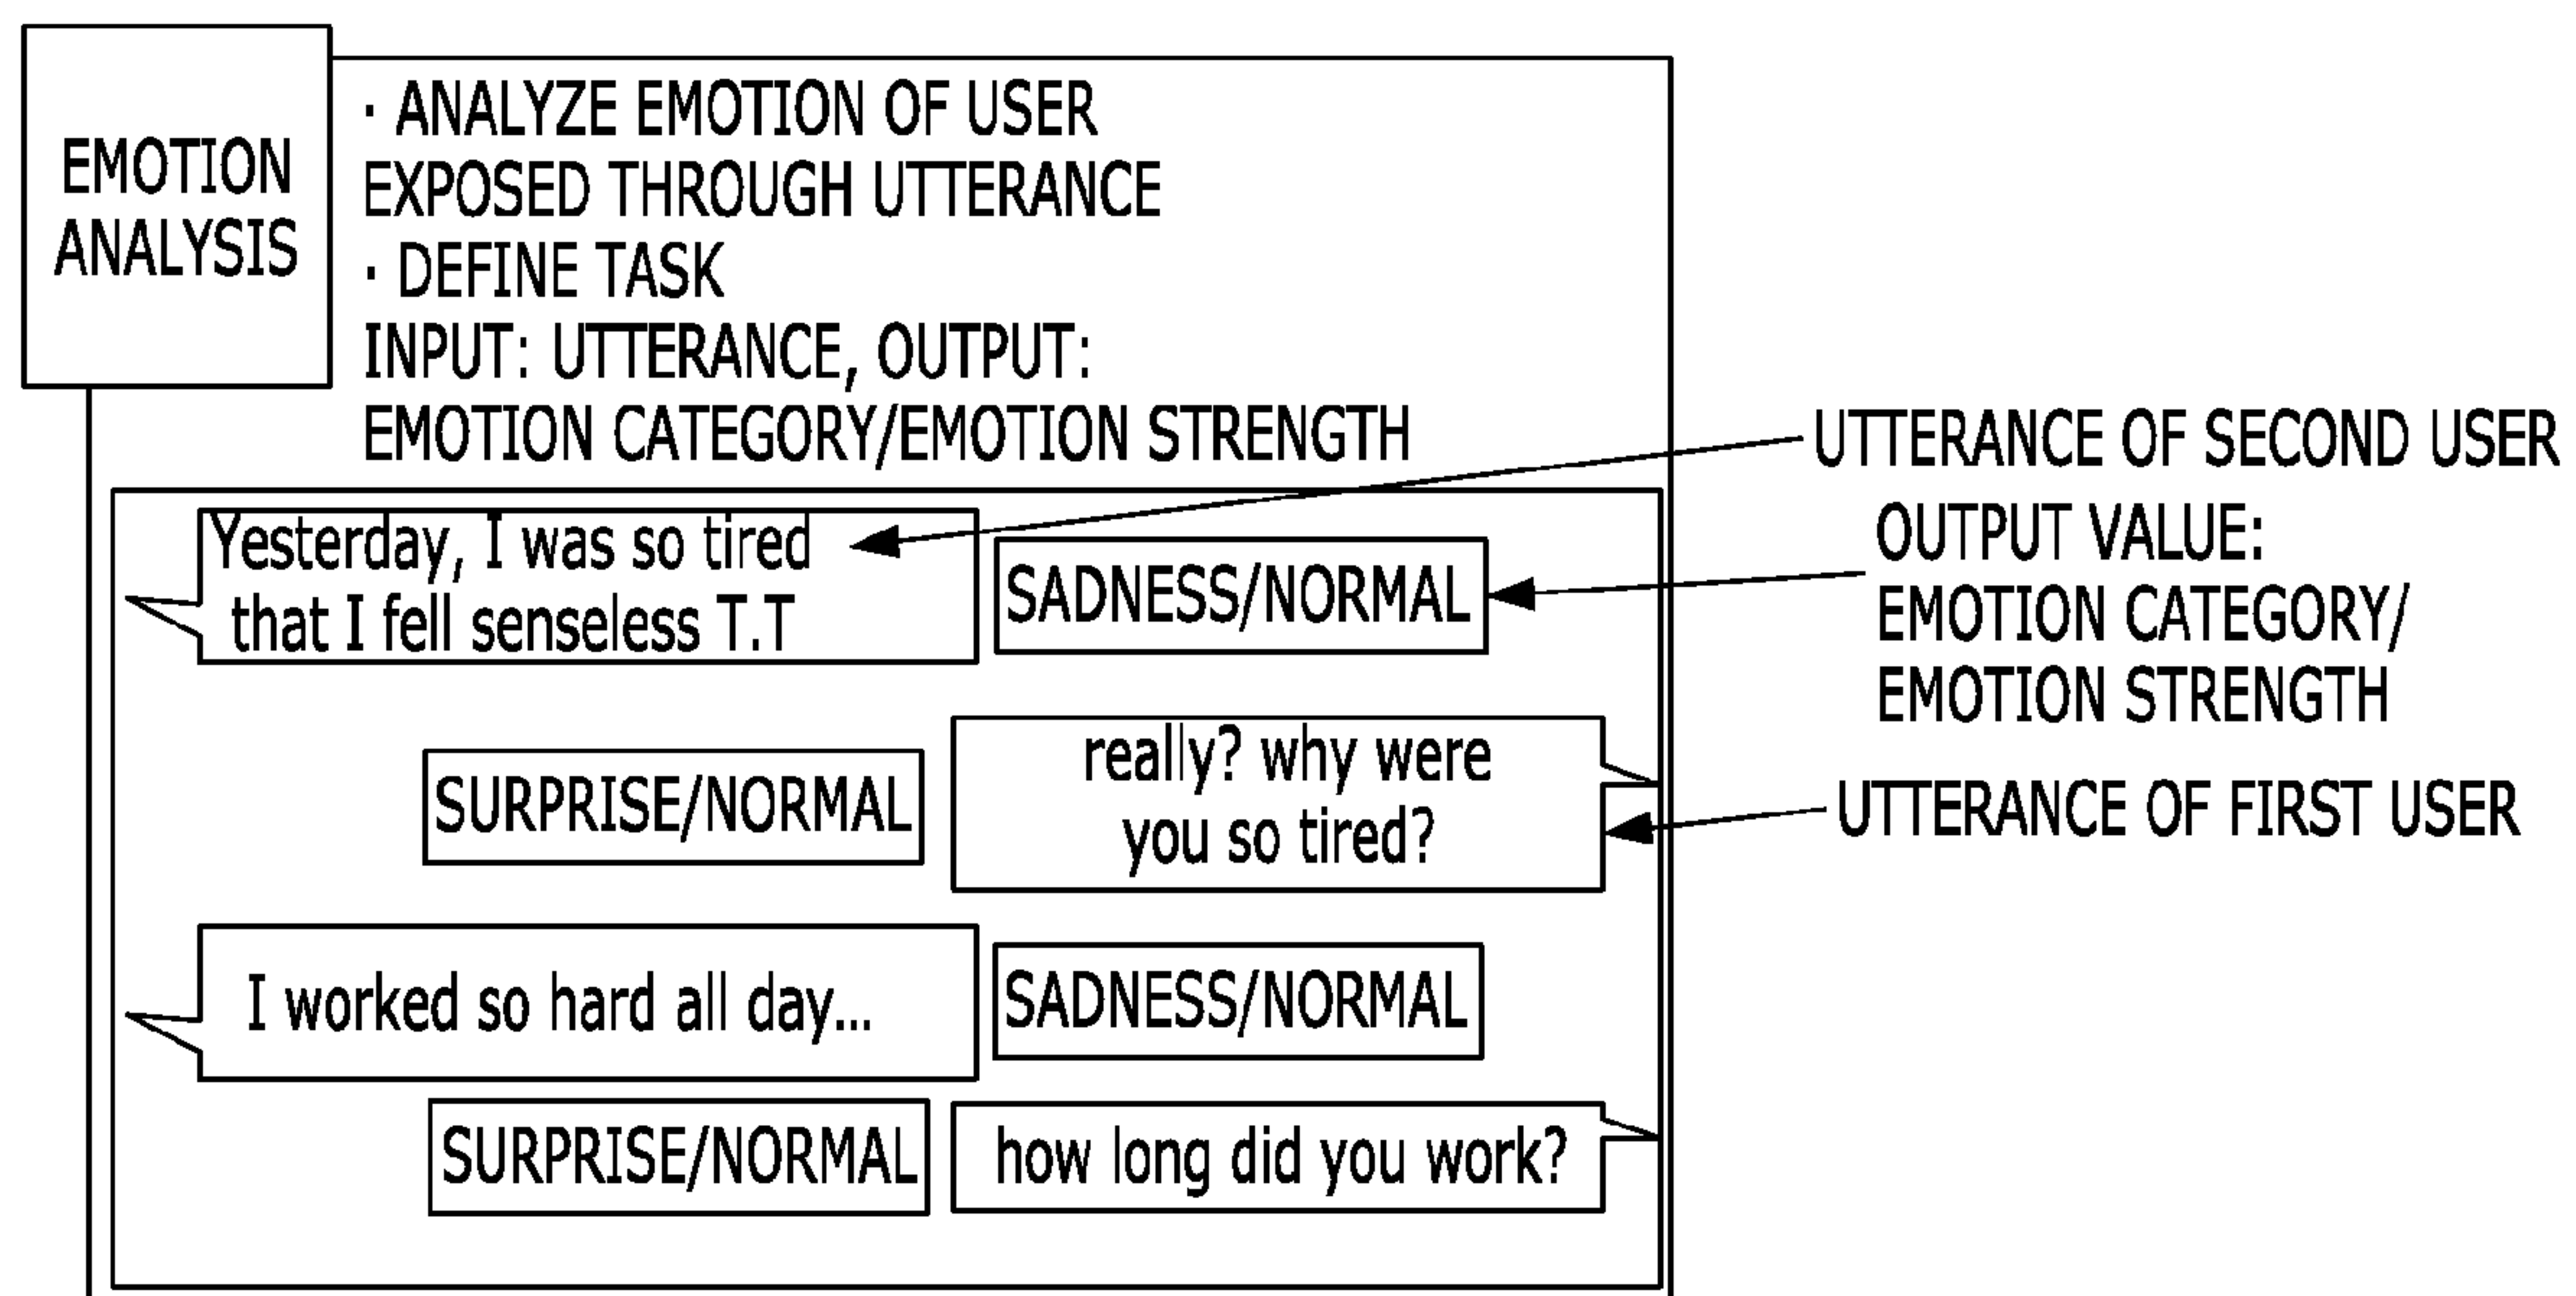 EMOTION
ANALYSIS
· ANALYZE EMOTION OF USER
EXPOSED THROUGH UTTERANCE
· DEFINE TASK
INPUT: UTTERANCE, OUTPUT:
EMOTION CATEGORY/EMOTION STRENGTH
Yesterday, I was so tired
that I fell senseless T.T
SADNESS/NORMAL
SURPRISE/NORMAL
really? why were
you so tired?
I worked so hard all day...
SADNESS/NORMAL
SURPRISE/NORMAL
how long did you work?
UTTERANCE OF SECOND USER
OUTPUT VALUE:
EMOTION CATEGORY/
EMOTION STRENGTH
UTTERANCE OF FIRST USER